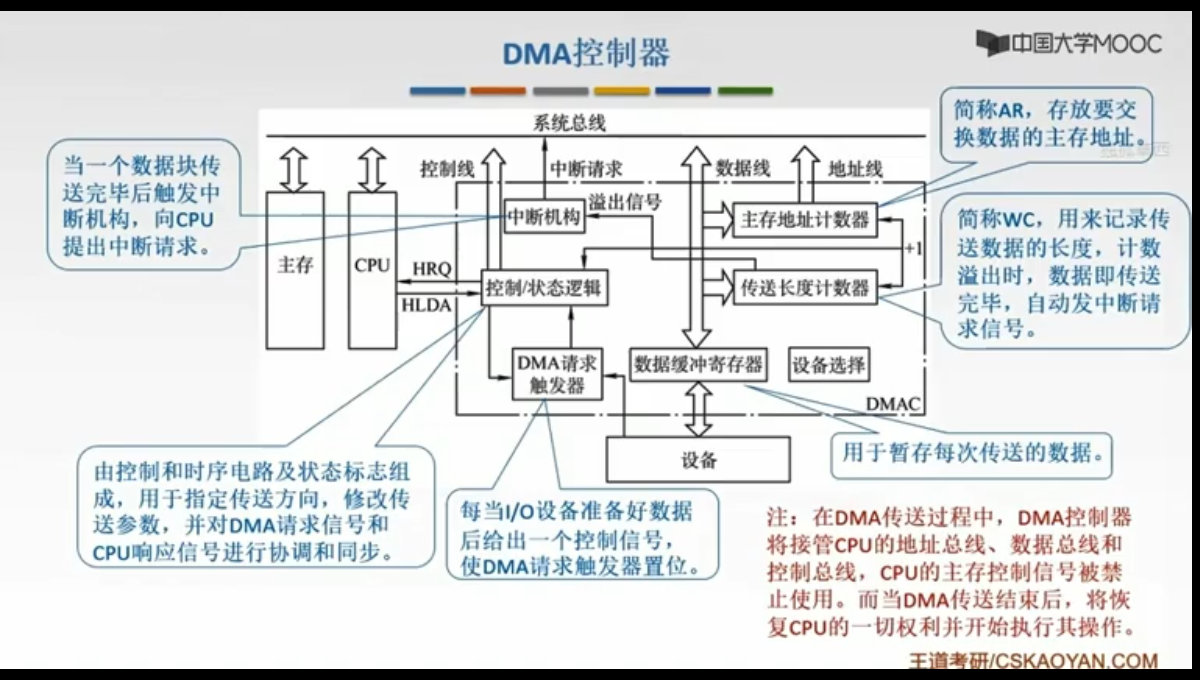 DMA控制器
中国大学MOOC
简称AR，存放要交
换数据的主存地址。
系统总线
当一个数据块传
送完毕后触发中
断机构，向CPU
提出中断请求。
控制线
中断请求
数据线
地址线
溢出信号
中断机构
主存地址计数器
简称WC，用来记录传
送数据的长度，计数
溢出时，数据即传送
完毕，自动发中断请
求信号。
+1
主存
CPU
HRQ
HLDA
控制/状态逻辑
传送长度计数器
DMA请求
触发器
数据缓冲寄存器
设备选择
DMAC
设备
用于暂存每次传送的数据。
由控制和时序电路及状态标志组
成，用于指定传送方向，修改传
送参数，并对DMA请求信号和
CPU响应信号进行协调和同步。
每当I/O设备准备好数据
后给出一个控制信号，
使DMA请求触发器置位。
注：在DMA传送过程中，DMA控制器
将接管CPU的地址总线、数据总线和
控制总线，CPU的主存控制信号被禁
止使用。而当DMA传送结束后，将恢
复CPU的一切权利并开始执行其操作。
王道考研/CSKAOYAN.COM